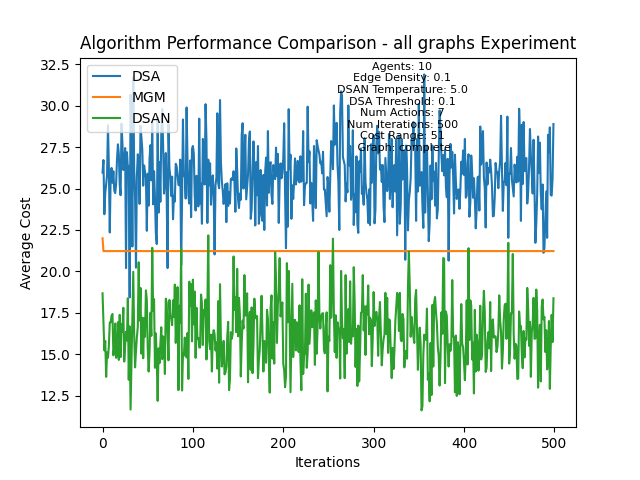 Algorithm Performance Comparison - all graphs Experiment
Average Cost
32.5
30.0
27.5
25.0
22.5
20.0
17.5
15.0
12.5
DSA
MGM
DSAN
Agents: 10
Edge Density: 0.1
DSAN Temperature: 5.0
DSA Threshold: 0.1
Num Actions: 7
Num Iterations: 500
Cost Range: 51
Graph: complete
0
100
200
300
400
500
Iterations